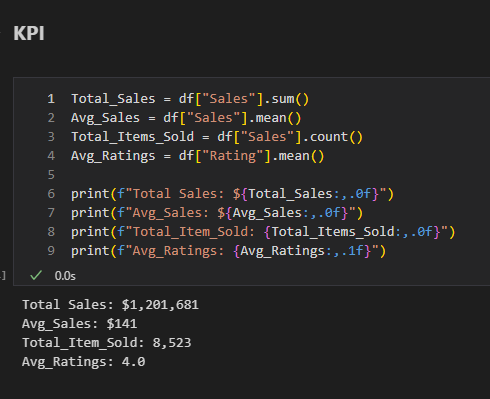 KPI
1 Total_Sales = df["Sales"].sum()
2 Avg_Sales = df["Sales"].mean()
3 Total_Items_Sold = df["Sales"].count()
4 Avg_Ratings = df["Rating"].mean()
5
6 print(f"Total Sales: ${Total_Sales:,.0f}")
7 print(f"Avg_Sales: ${Avg_Sales:,.0f}")
8 print(f"Total_Item_Sold: {Total_Items_Sold:,.0f}")
9 print(f"Avg_Ratings: {Avg_Ratings:,.1f}")
] ✓ 0.0s
Total Sales: $1,201,681
Avg_Sales: $141
Total_Item_Sold: 8,523
Avg_Ratings: 4.0